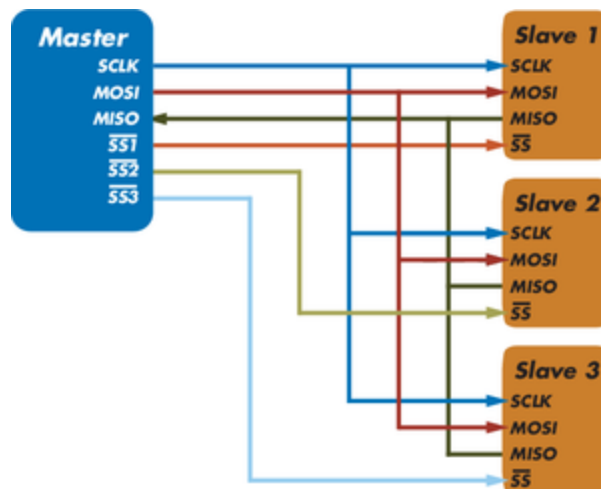 Master
SCLK
MOSI
MISO
SS1
SS2
SS3
Slave 1
SCLK
MOSI
MISO
SS
Slave 2
SCLK
MOSI
MISO
SS
Slave 3
SCLK
MOSI
MISO
SS